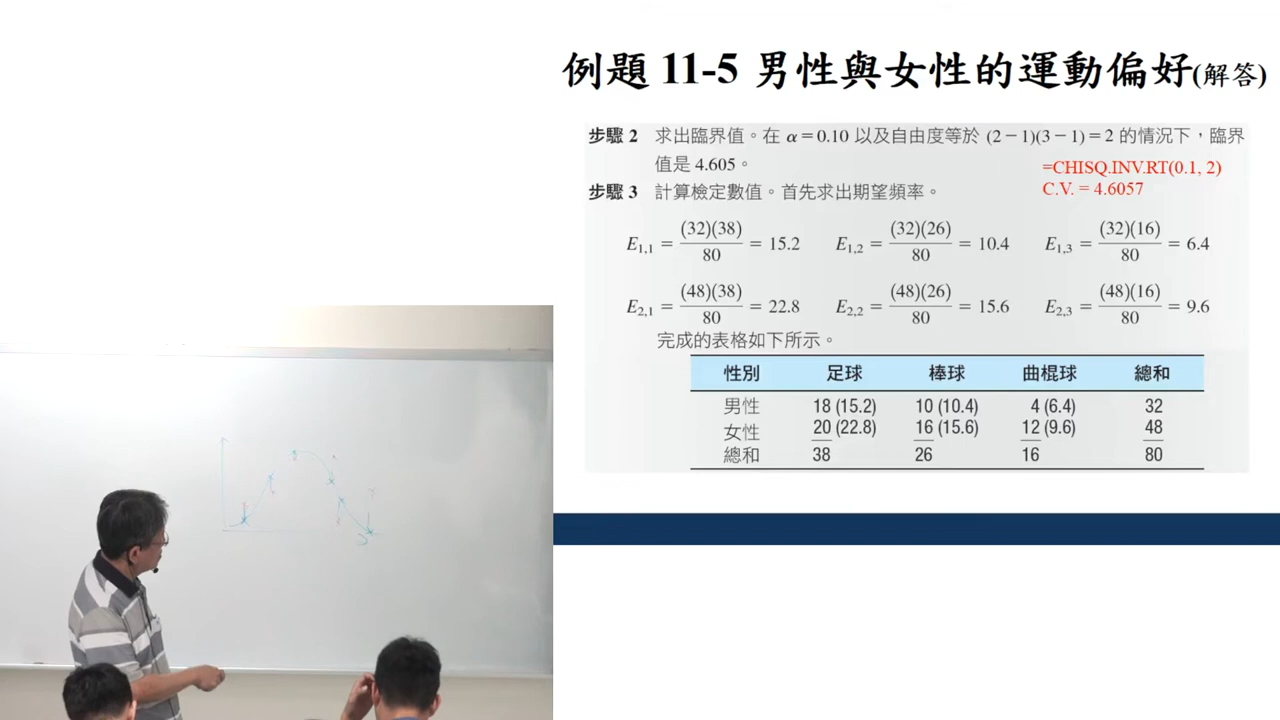 例題 11-5 男性與女性的運動偏好(解答)
步驟 2 求出臨界值。在 α = 0.10 以及自由度等於 (2 − 1)(3 − 1) = 2 的情況下，臨界
值是 4.605。
=CHISQ.INV.RT(0.1, 2)
C.V. = 4.6057
步驟 3 計算檢定數值。首先求出期望頻率。
E1,1 = (32)(38)/80 = 15.2 E1,2 = (32)(26)/80 = 10.4 E1,3 = (32)(16)/80 = 6.4
E2,1 = (48)(38)/80 = 22.8 E2,2 = (48)(26)/80 = 15.6 E2,3 = (48)(16)/80 = 9.6
完成的表格如下所示。
性別 足球 棒球 曲棍球 總和
男性 18 (15.2) 10 (10.4) 4 (6.4) 32
女性 20 (22.8) 16 (15.6) 12 (9.6) 48
總和 38 26 16 80